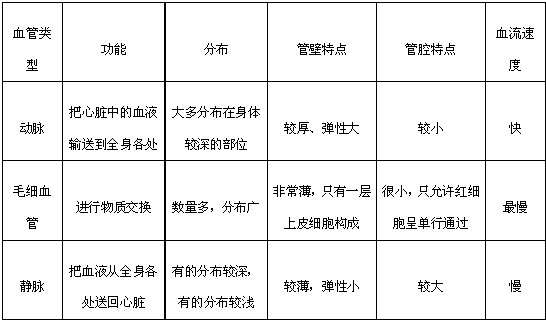 血管类型 功能 分布 管壁特点 管腔特点 血流速度
动脉 把心脏中的血液输送到全身各处 大多分布在身体较深的部位 较厚、弹性大 较小 快
毛细血管 进行物质交换 数量多，分布广 非常薄，只有一层上皮细胞构成 很小，只允许红细胞呈单行通过 最慢
静脉 把血液从全身各处送回心脏 有的分布较深，有的分布较浅 较薄，弹性小 较大 慢